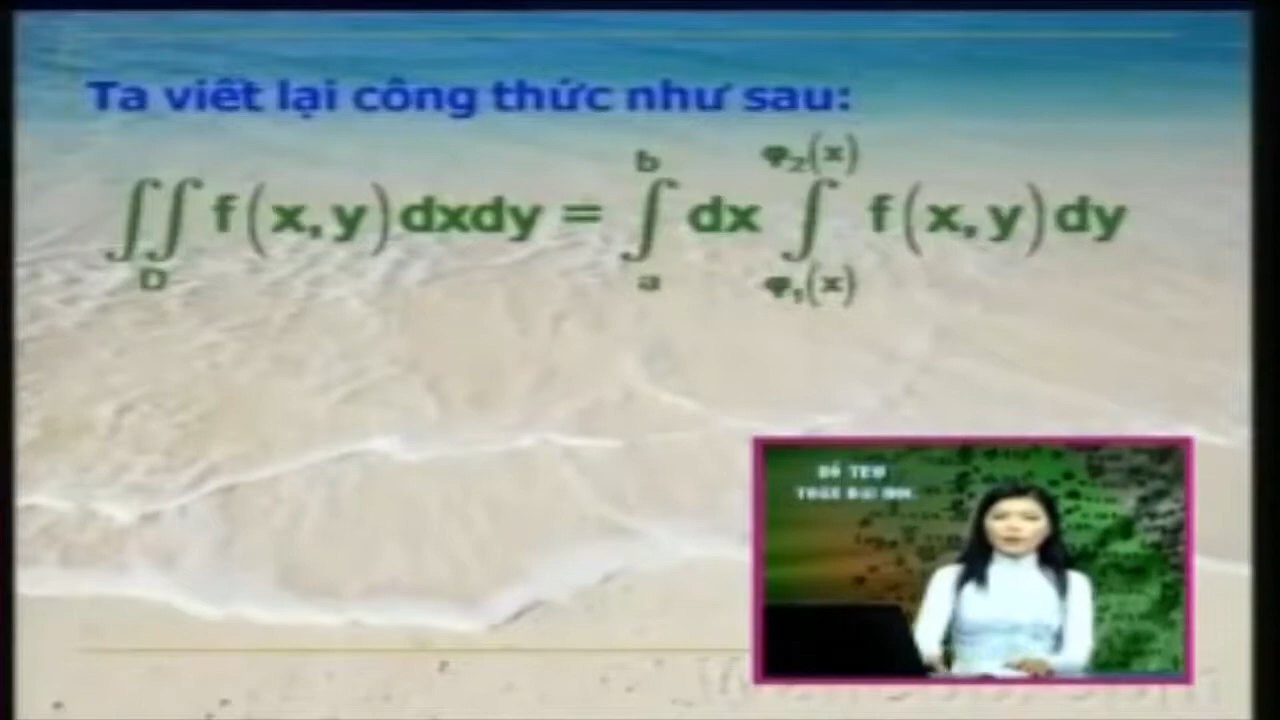 Ta viết lại công thức như sau:
∬_D f(x,y)dxdy = ∫_a^b dx ∫_{φ₁(x)}^{φ₂(x)} f(x,y)dy